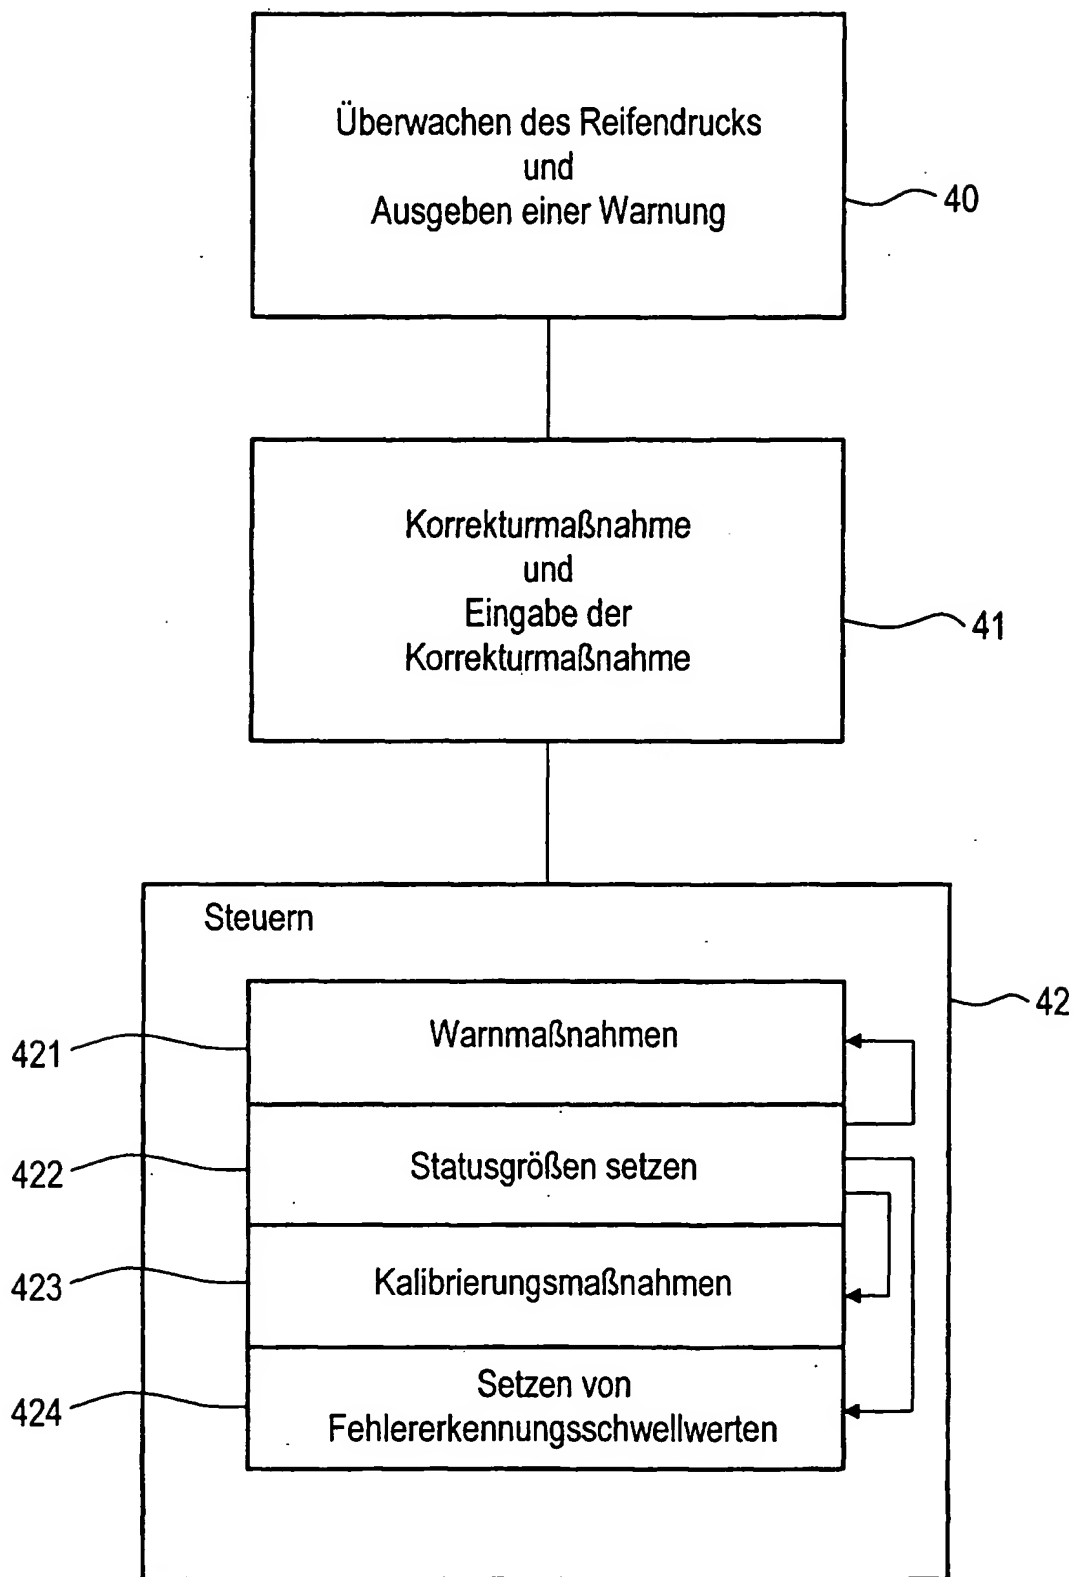 Überwachen des Reifendrucks
und
Ausgeben einer Warnung
40
Korrekturmaßnahme
und
Eingabe der
Korrekturmaßnahme
41
Steuern
42
Warnmaßnahmen
421
Statusgrößen setzen
422
Kalibrierungsmaßnahmen
423
Setzen von
Fehlererkennungsschwellwerten
424